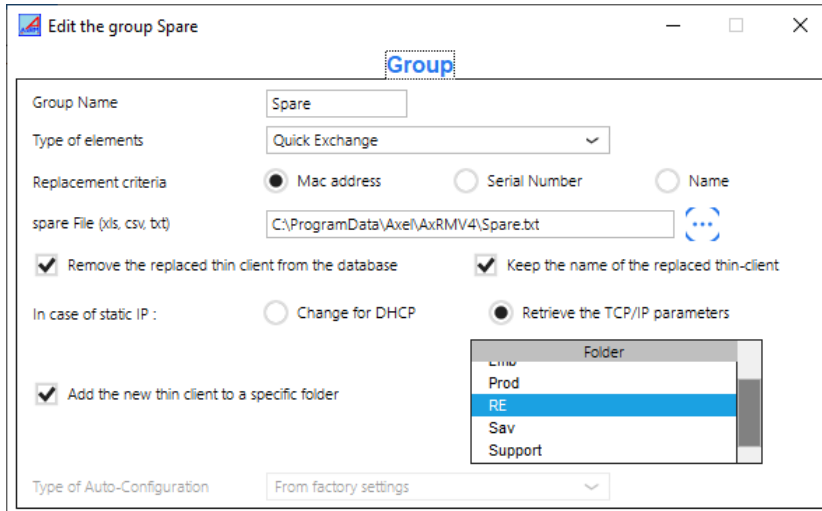 Edit the group Spare
Group
Group Name Spare
Type of elements Quick Exchange
Replacement criteria Mac address Serial Number Name
spare File (xls, csv, txt) C:\ProgramData\Axel\AxRMV4\Spare.txt ...
Remove the replaced thin client from the database Keep the name of the replaced thin-client
In case of static IP : Change for DHCP Retrieve the TCP/IP parameters
Folder
Prod
RE
Add the new thin client to a specific folder
Sav
Support
Type of Auto-Configuration From factory settings